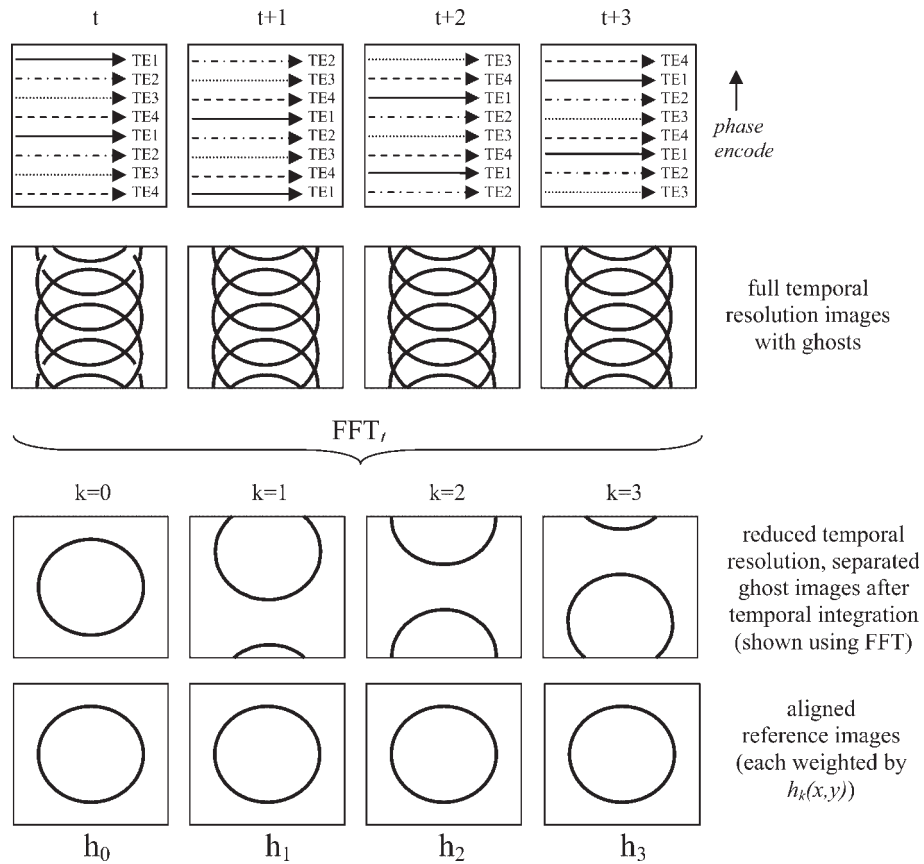 t t+1 t+2 t+3
TE1 TE2 TE3 TE4
TE2 TE3 TE4 TE1
TE3 TE4 TE1 TE2
TE4 TE1 TE2 TE3
TE1 TE2 TE3 TE4
TE2 TE3 TE4 TE1
TE3 TE4 TE1 TE2
TE4 TE1 TE2 TE3
phase
encode
full temporal
resolution images
with ghosts
FFTt
k=0 k=1 k=2 k=3
reduced temporal
resolution, separated
ghost images after
temporal integration
(shown using FFT)
aligned
reference images
(each weighted by
hk(x,y))
h0 h1 h2 h3